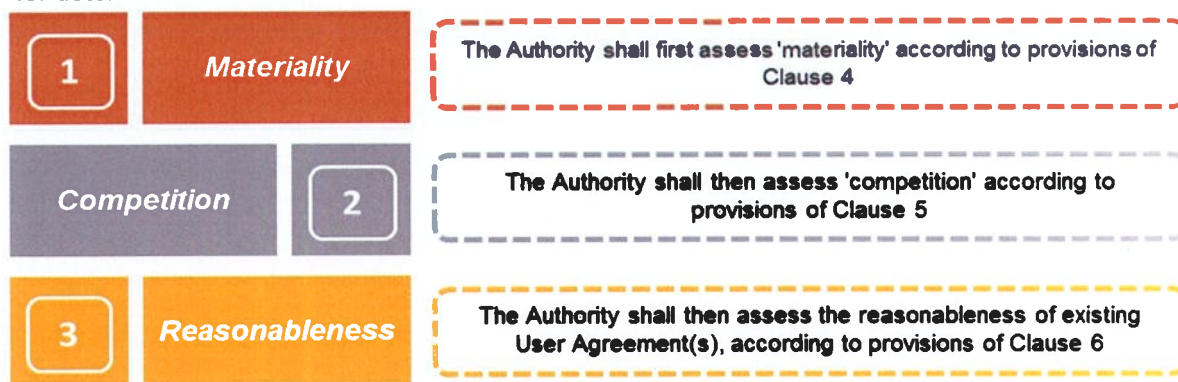 1
Materiality
The Authority shall first assess 'materiality' according to provisions of
Clause 4
Competition
2
The Authority shall then assess 'competition' according to
provisions of Clause 5
3
Reasonableness
The Authority shall then assess the reasonableness of existing
User Agreement(s), according to provisions of Clause 6